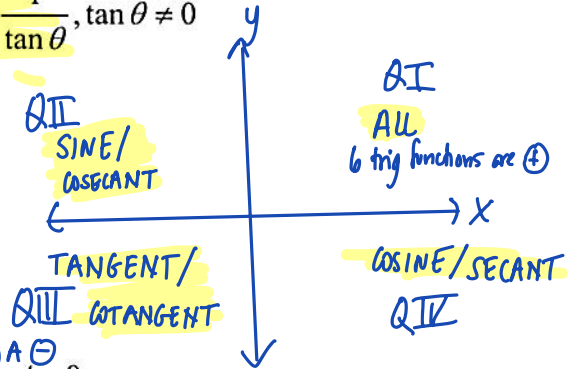 tan θ , tan θ ≠ 0
y
QI
ALL
6 trig functions are ⊕
QII
SINE/
COSECANT
X
TANGENT/
QIII COTANGENT
COSINE/SECANT
QIV
A ⊖